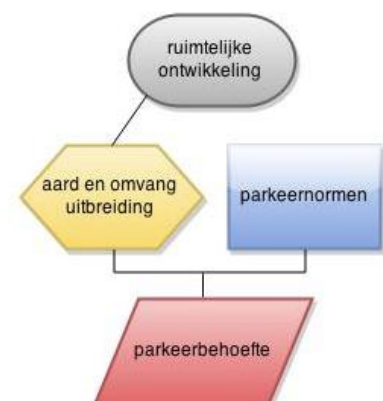 ruimtelijke
ontwikkeling
aard en omvang
uitbreiding
parkeernormen
parkeerbehoefte